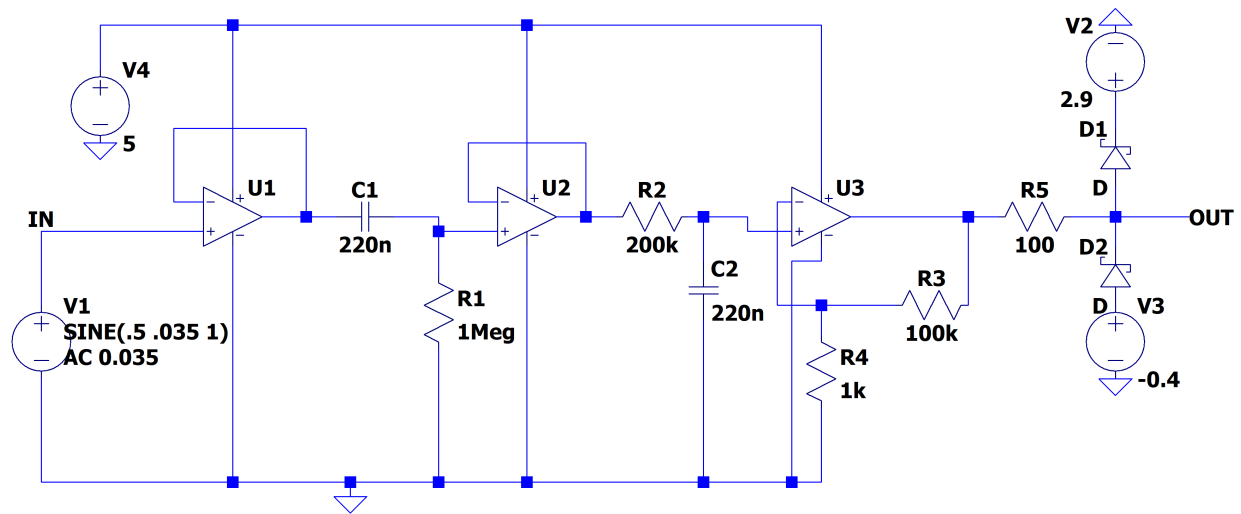 V2
V4
2.9
5
D1
U1
C1
U2
R2
U3
R5
D
IN
220n
200k
100
OUT
D2
C2
V1
R1
220n
R3
D
V3
SINE(.5 .035 1)
1Meg
100k
AC 0.035
R4
1k
-0.4